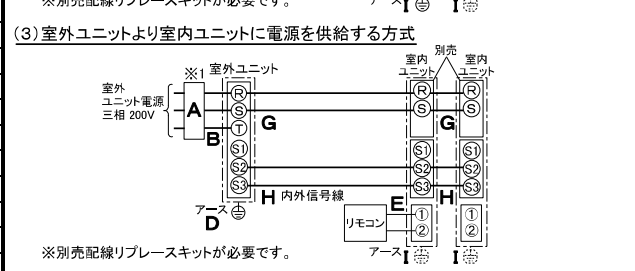 ※別売配線リプレースキットが必要です。
アース I I
(3)室外ユニットより室内ユニットに電源を供給する方式
別売
※1 室外ユニット
室内ユニット
室内ユニット
室外
ユニット電源
三相 200V
A
B
R
S
T
S1
S2
S3
G
H 内外信号線
アース
D
R
S
S1
S2
S3
①
②
G
H
E
リモコン
R
S
S1
S2
S3
①
②
アース I I
※別売配線リプレースキットが必要です。